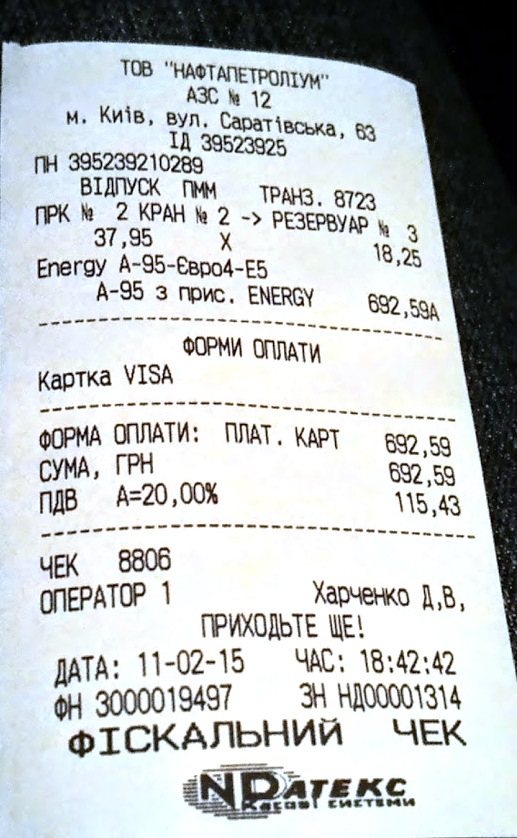 ТОВ "НАФТАПЕТРОЛІУМ"
АЗС № 12
м. Київ, вул. Саратівська, 63
ІД 39523925
ПН 395239210289
ВІДПУСК ПММ ТРАНЗ. 8723
ПРК № 2 КРАН № 2 -> РЕЗЕРВУАР № 3
37,95 X 18,25
Energy А-95-Євро4-Е5
А-95 з прис. ENERGY 692,59А
ФОРМИ ОПЛАТИ
Картка VISA
ФОРМА ОПЛАТИ: ПЛАТ. КАРТ 692,59
СУМА, ГРН 692,59
ПДВ А=20,00% 115,43
ЧЕК 8806
ОПЕРАТОР 1 Харченко Д,В,
ПРИХОДЬТЕ ЩЕ!
ДАТА: 11-02-15 ЧАС: 18:42:42
ФН 3000019497 ЗН НД00001314
ФІСКАЛЬНИЙ ЧЕК
NDАТЕКС
Касові системи